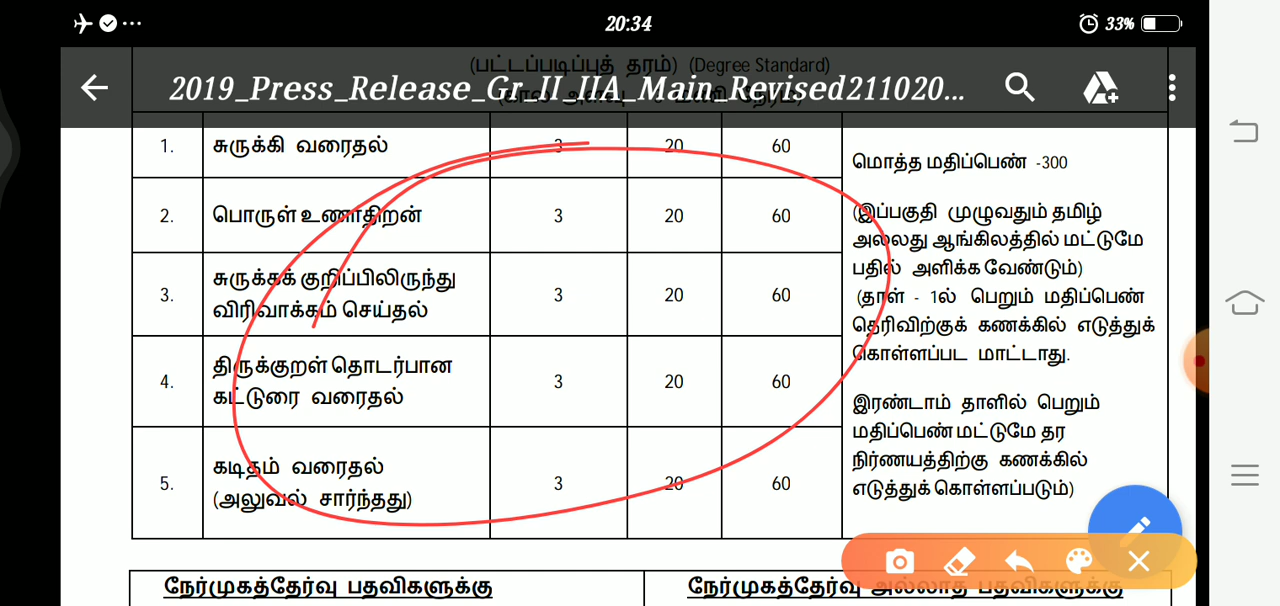 20:34
33%
(பட்டப்படிப்புத் தரம்) (Degree Standard)
2019_Press_Release_Gr_II_IIA_Main_Revised211020...
1. சுருக்கி வரைதல் 3 20 60
மொத்த மதிப்பெண் -300
2. பொருள் உணர்திறன் 3 20 60
(இப்பகுதி முழுவதும் தமிழ்
அல்லது ஆங்கிலத்தில் மட்டுமே
பதில் அளிக்க வேண்டும்)
3. சுருக்கக் குறிப்பிலிருந்து
விரிவாக்கம் செய்தல் 3 20 60
(தாள் - 1ல் பெறும் மதிப்பெண்
தெரிவிற்குக் கணக்கில் எடுத்துக்
கொள்ளப்பட மாட்டாது.
4. திருக்குறள் தொடர்பான
கட்டுரை வரைதல் 3 20 60
இரண்டாம் தாளில் பெறும்
மதிப்பெண் மட்டுமே தர
நிர்ணயத்திற்கு கணக்கில்
எடுத்துக் கொள்ளப்படும்)
5. கடிதம் வரைதல்
(அலுவல் சார்ந்தது) 3 20 60
நேர்முகத்தேர்வு பதவிகளுக்கு
நேர்முகத்தேர்வு அல்லாத பதவிகளுக்கு